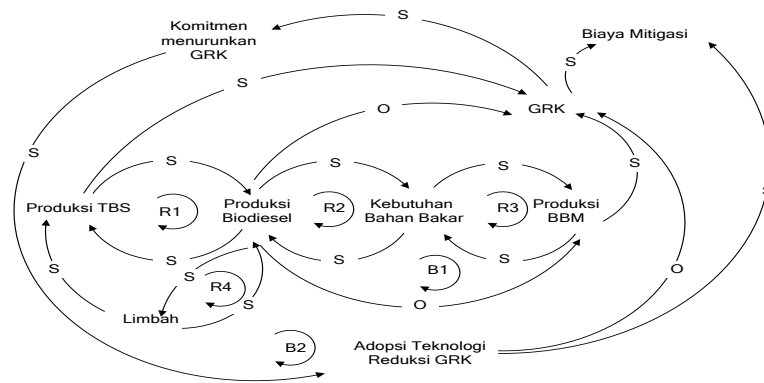 Komitmen
menurunkan
GRK
S
Biaya Mitigasi
S
S
GRK
O
S
S
S
S
S
Produksi TBS
R1
Produksi
Biodiesel
R2
Kebutuhan
Bahan Bakar
R3
Produksi
BBM
S
S
S
S
S
S
R4
S
B1
O
O
Limbah
B2
Adopsi Teknologi
Reduksi GRK
S